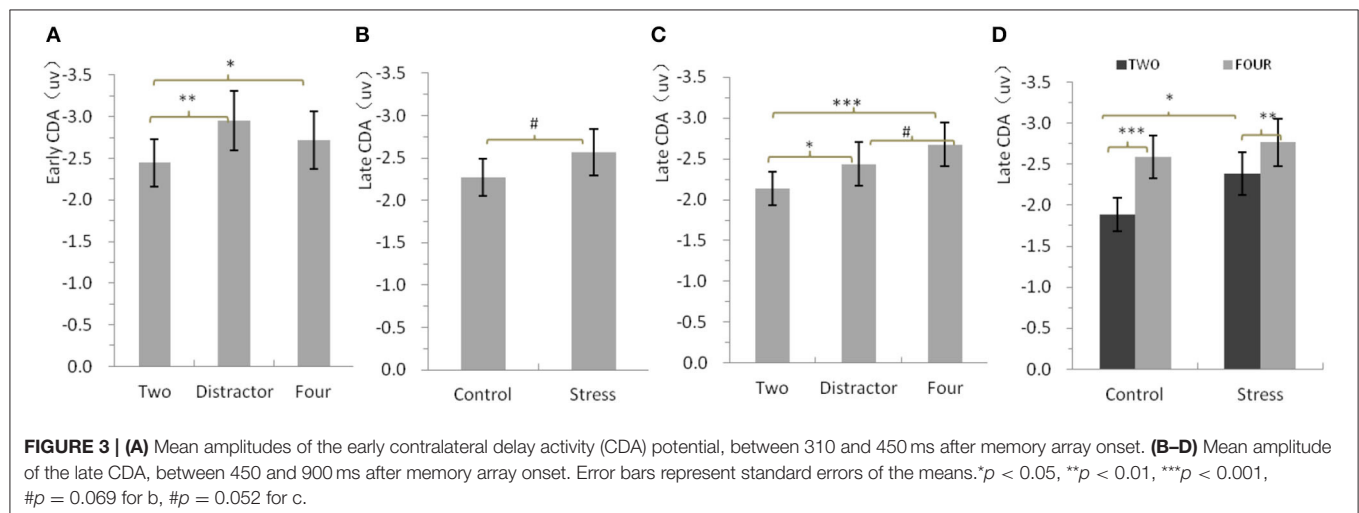 A
B
C
D
Early CDA（uv）
-3.5
-3.0
-2.5
-2.0
-1.5
-1.0
-0.5
0.0
*
**
Two Distractor Four
Late CDA（uv）
-3.5
-3.0
-2.5
-2.0
-1.5
-1.0
-0.5
0.0
#
Control Stress
Late CDA（uv）
-3.5
-3.0
-2.5
-2.0
-1.5
-1.0
-0.5
0.0
***
*
#
Two Distractor Four
Late CDA（uv）
TWO FOUR
-3.5
-3.0
-2.5
-2.0
-1.5
-1.0
-0.5
0.0
*
***
**
Control Stress
FIGURE 3 | (A) Mean amplitudes of the early contralateral delay activity (CDA) potential, between 310 and 450 ms after memory array onset. (B–D) Mean amplitude
of the late CDA, between 450 and 900 ms after memory array onset. Error bars represent standard errors of the means.*p < 0.05, **p < 0.01, ***p < 0.001,
#p = 0.069 for b, #p = 0.052 for c.